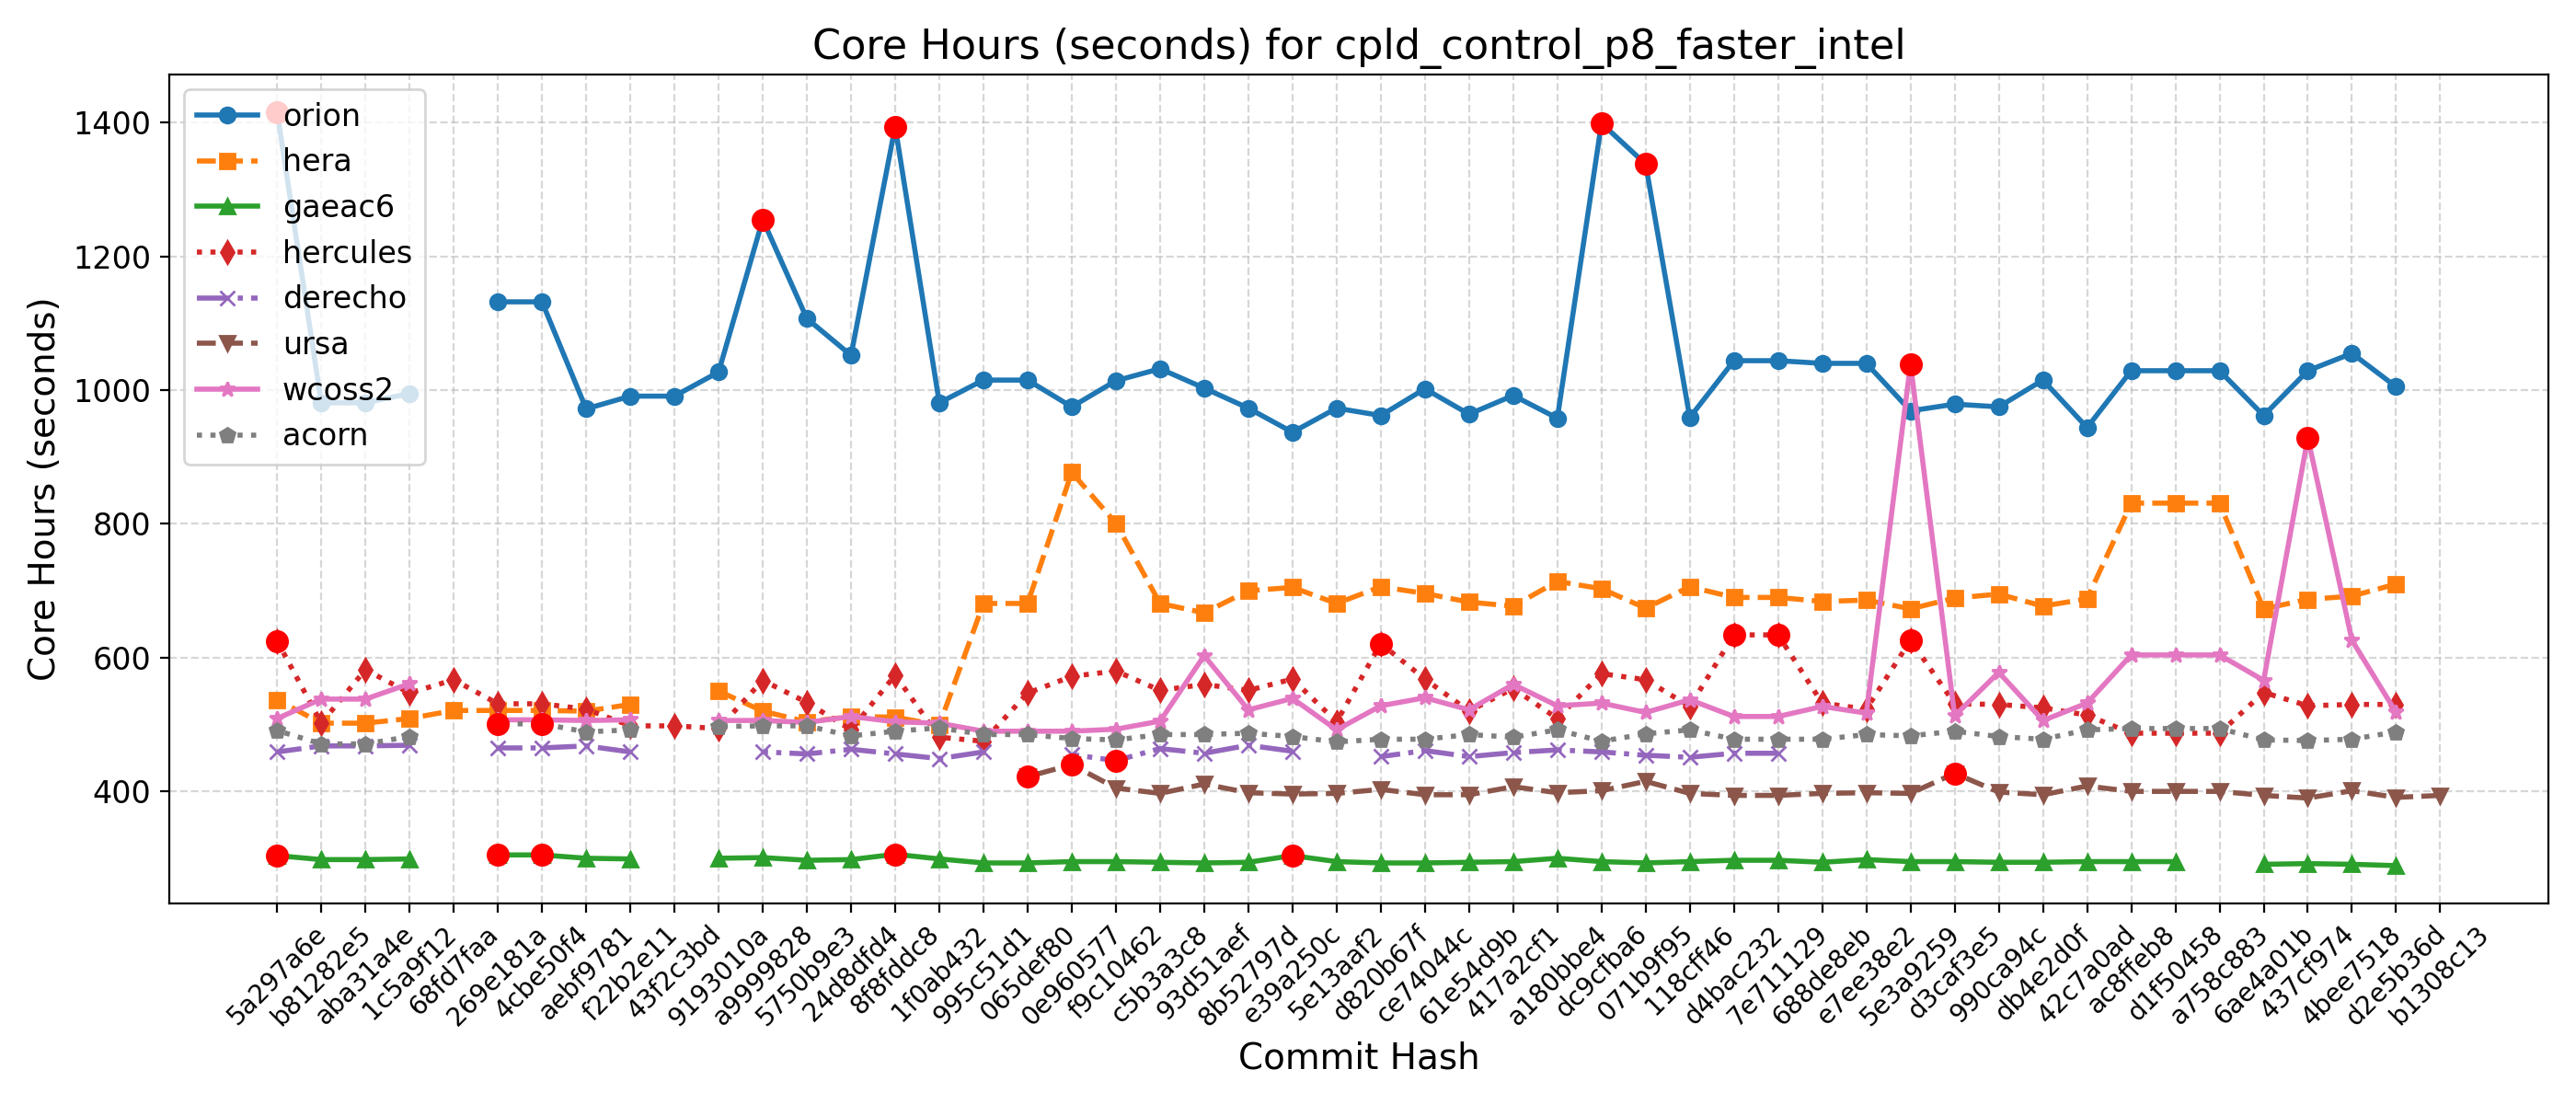 Core Hours (seconds) for cpld_control_p8_faster_intel
Core Hours (seconds)
1400
1200
1000
800
600
400
orion
hera
gaeac6
hercules
derecho
ursa
wcoss2
acorn
5a297a6e
b81282e5
aba31a4e
1c5a9f12
68fd7faa
269e181a
4cbe50f4
aebf9781
f22b2e11
43f2c3bd
9193010a
a9999828
5750b9e3
24d8dfd4
8f8fddc8
1f0ab432
995c51d1
065def80
0e960577
f9c10462
c5b3a3c8
93d51aef
8b52797d
e39a250c
5e13aaf2
d820b67f
ce74044c
61e54d9b
417a2cf1
a180bbe4
dc9cfba6
071b9f95
118cff46
d4bac232
7e711129
688de8eb
e7ee38e2
5e3a9259
d3caf3e5
990ca94c
db4e2d0f
42c7a0ad
ac8ffeb8
d1f50458
a758c883
6ae4a01b
437cf974
4bee7518
d2e5b36d
b1308c13
Commit Hash